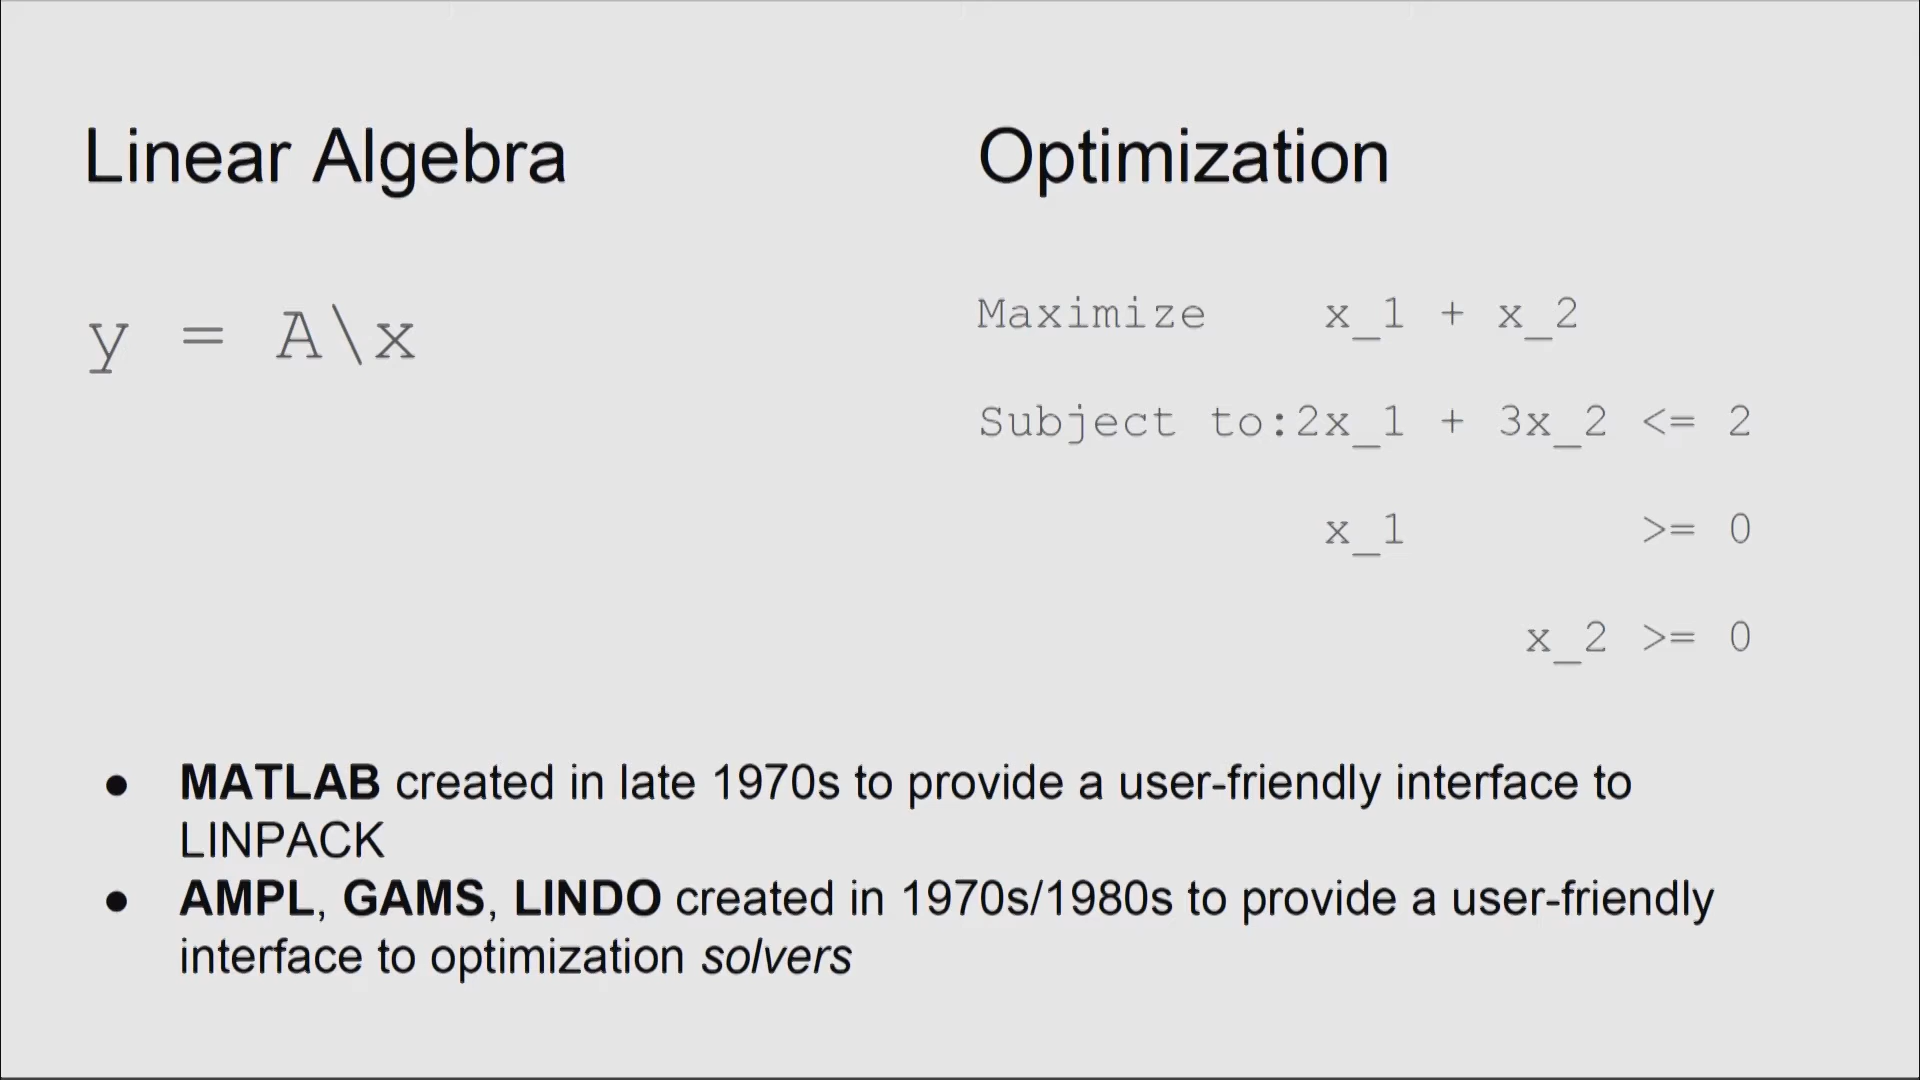 Linear Algebra
y = A\x
Optimization
Maximize x_1 + x_2
Subject to:2x_1 + 3x_2 <= 2
x_1 >= 0
x_2 >= 0
● MATLAB created in late 1970s to provide a user-friendly interface to
LINPACK
● AMPL, GAMS, LINDO created in 1970s/1980s to provide a user-friendly
interface to optimization solvers